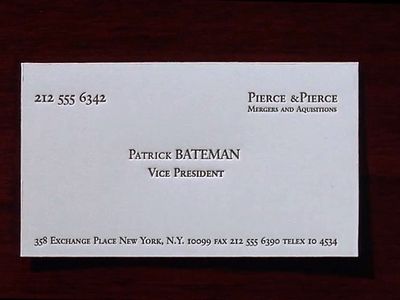 212 555 6342
Pierce & Pierce
Mergers and Aquisitions
Patrick BATEMAN
Vice President
358 Exchange Place New York, N.Y. 10099 fax 212 555 6390 telex 10 4534